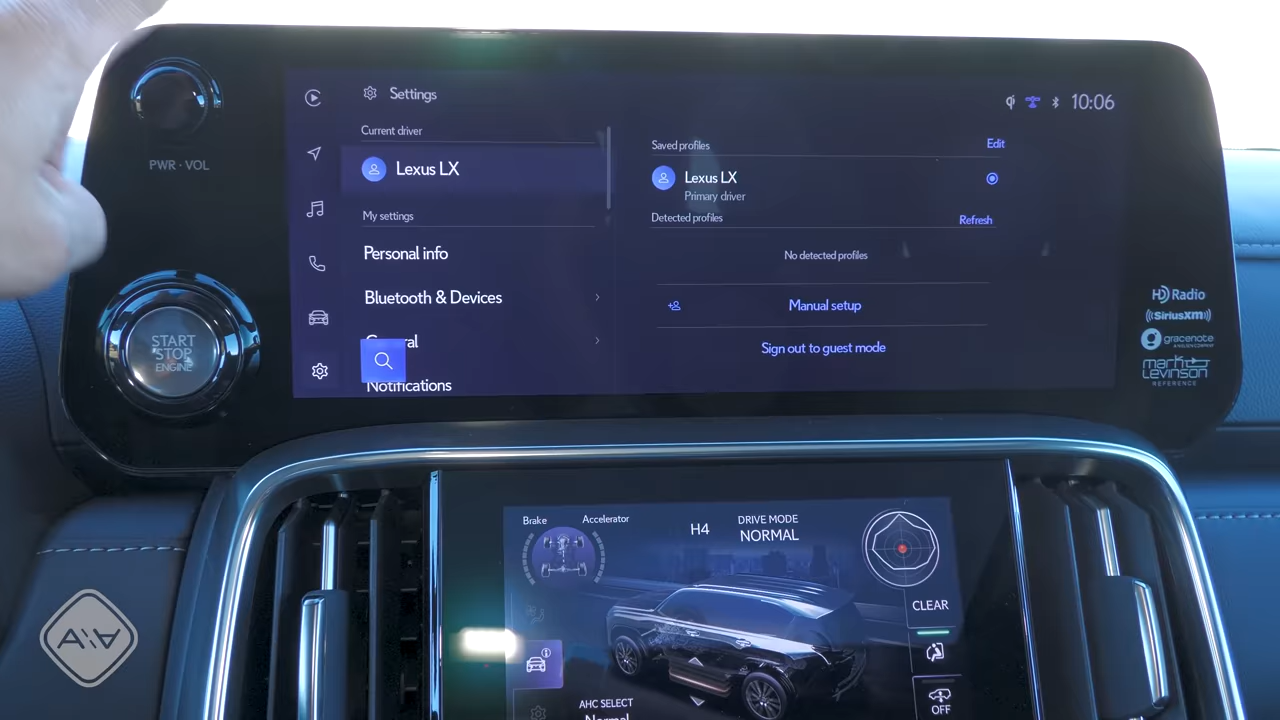 PWR • VOL
START
STOP
ENGINE
Settings
10:06
Current driver
Lexus LX
My settings
Personal info
Bluetooth & Devices
Notifications
Saved profiles
Edit
Lexus LX
Primary driver
Detected profiles
Refresh
No detected profiles
Manual setup
Sign out to guest mode
HD Radio
((SiriusXM))
gracenote
mark
LEVINSON
REFERENCE
Brake
Accelerator
H4
DRIVE MODE
NORMAL
CLEAR
OFF
AHC SELECT
Normal